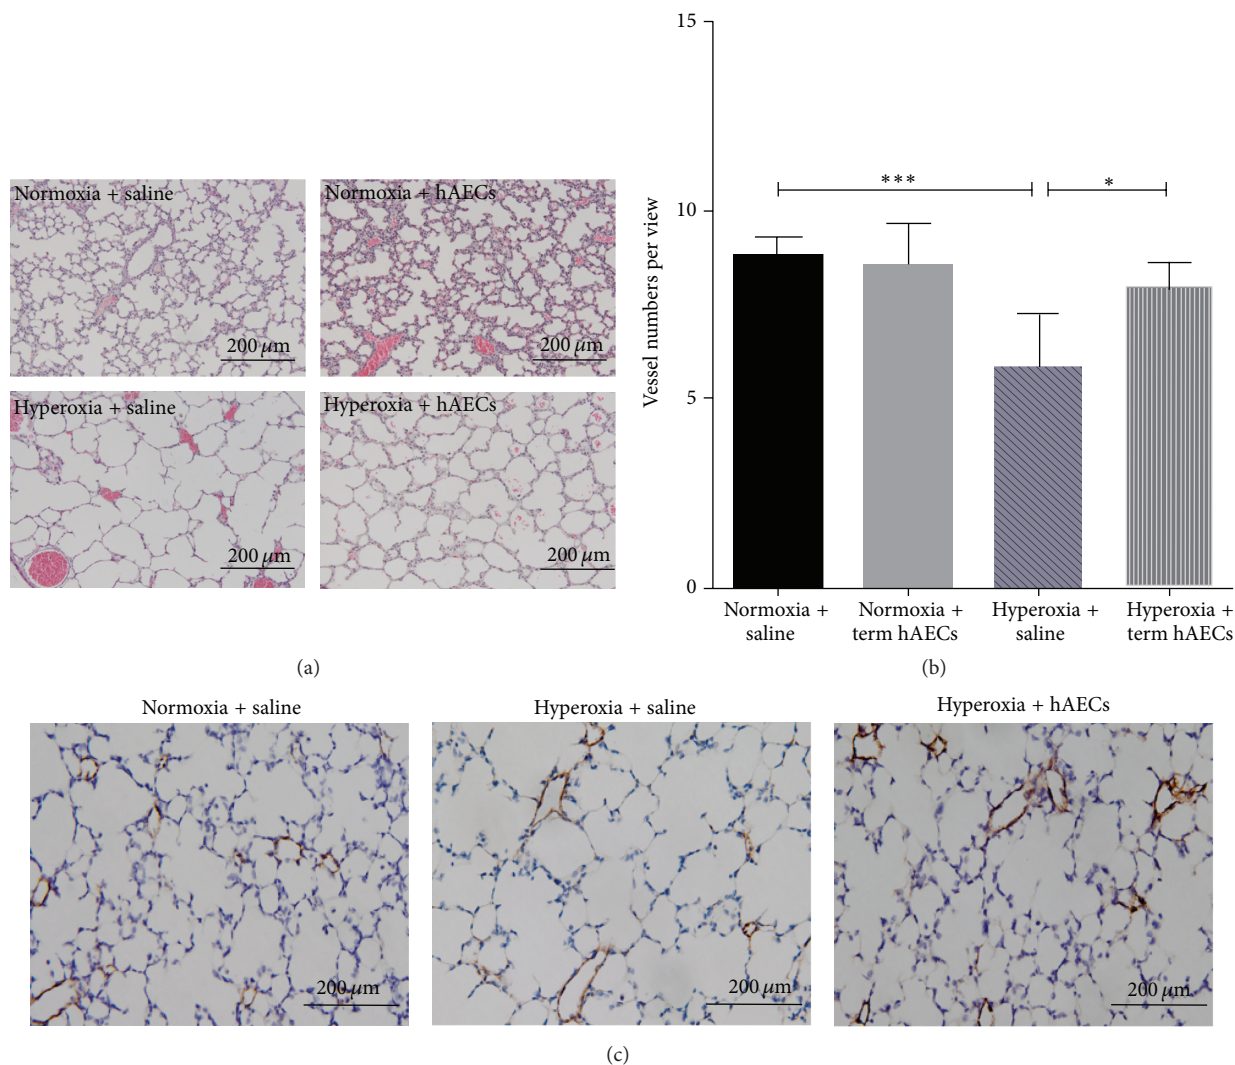 Normoxia + saline
200 μm
Normoxia + hAECs
200 μm
Hyperoxia + saline
200 μm
Hyperoxia + hAECs
200 μm
(a)
15
10
5
0
Vessel numbers per view
***
*
Normoxia +
saline
Normoxia +
term hAECs
Hyperoxia +
saline
Hyperoxia +
term hAECs
(b)
Normoxia + saline
200 μm
Hyperoxia + saline
200 μm
Hyperoxia + hAECs
200 μm
(c)